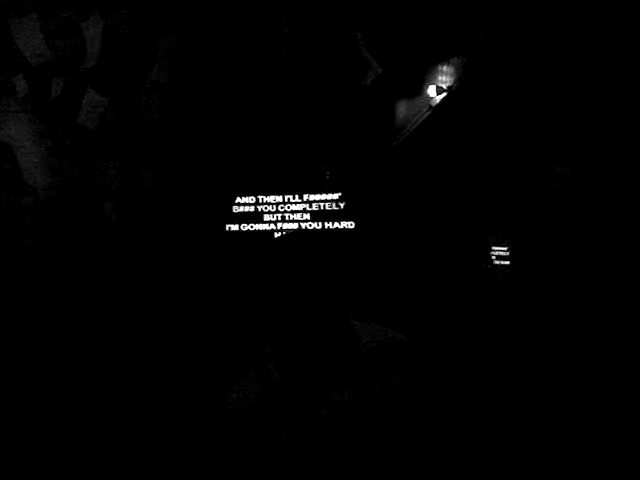 AND THEN I'LL F######'
B### YOU COMPLETELY
BUT THEN
I'M GONNA F### YOU HARD